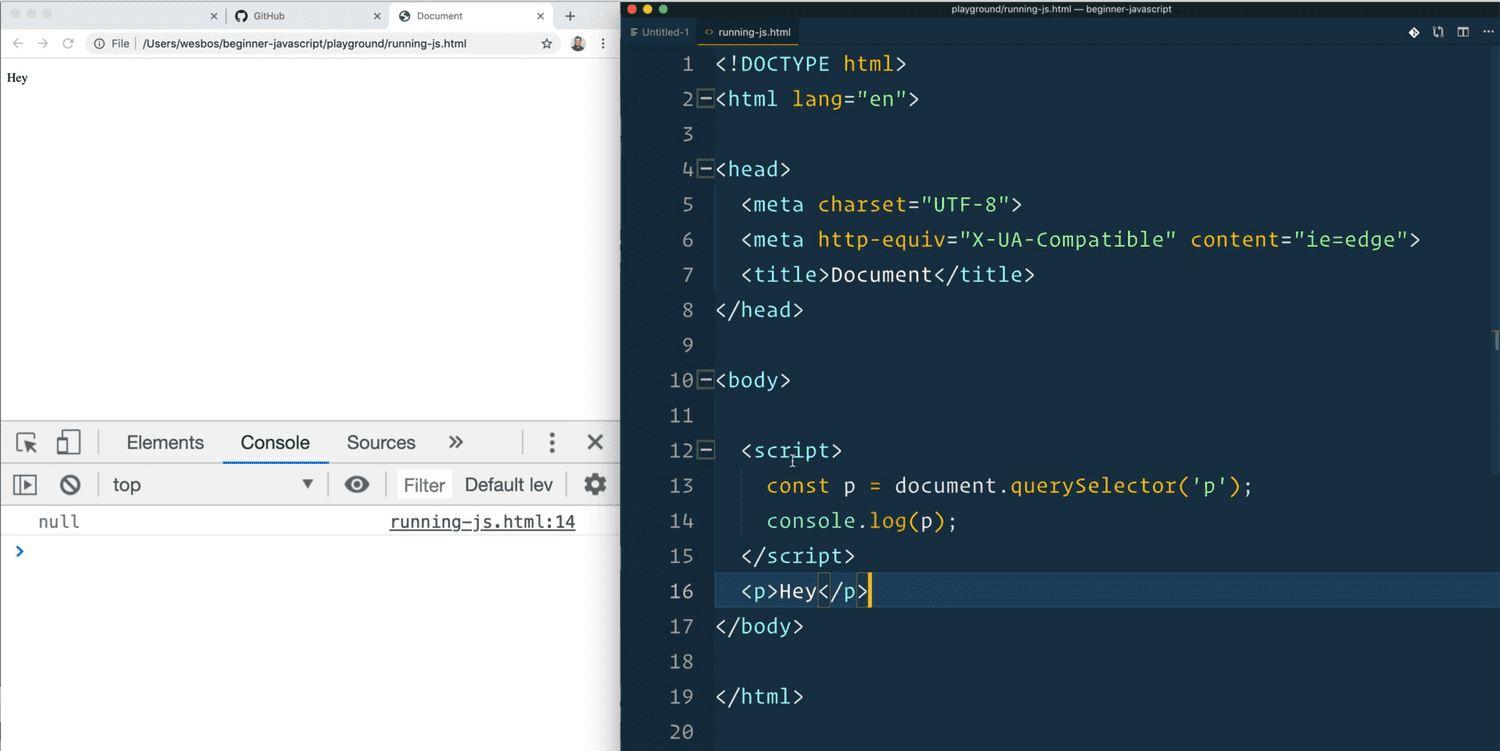 GitHub
Document
File
/Users/wesbos/beginner-javascript/playground/running-js.html
Hey
Elements
Console
Sources
top
Filter
Default lev
null
running-js.html:14
playground/running-js.html — beginner-javascript
Untitled-1
running-js.html
1 <!DOCTYPE html>
2 <html lang="en">
3
4 <head>
5 <meta charset="UTF-8">
6 <meta http-equiv="X-UA-Compatible" content="ie=edge">
7 <title>Document</title>
8 </head>
9
10 <body>
11
12 <script>
13 const p = document.querySelector('p');
14 console.log(p);
15 </script>
16 <p>Hey</p>
17 </body>
18
19 </html>
20